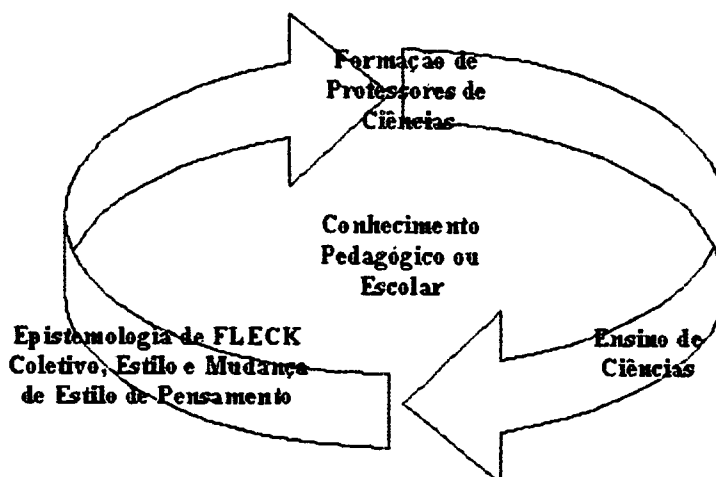 Formação de
Professores de
Ciências
Conhecimento
Pedagógico ou
Escolar
Epistemologia de FLECK
Coletivo, Estilo e Mudança
de Estilo de Pensamento
Ensino de
Ciências